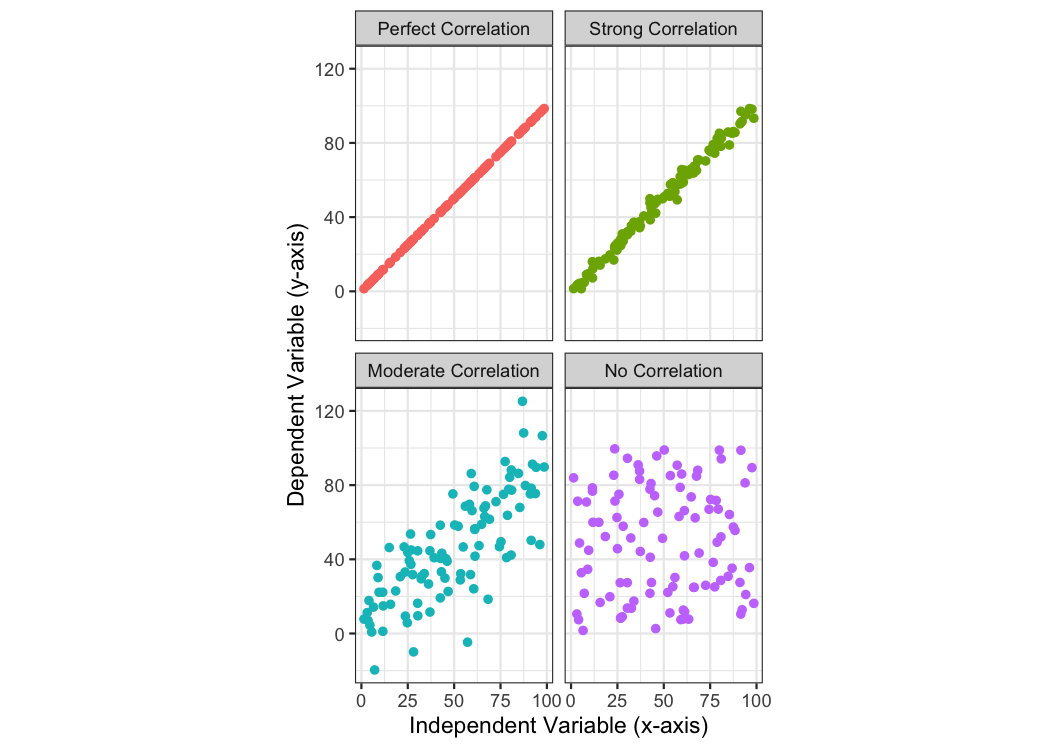 Perfect Correlation
Strong Correlation
120
80
40
0
Moderate Correlation
No Correlation
120
80
40
0
0 25 50 75 100
0 25 50 75 100
Independent Variable (x-axis)
Dependent Variable (y-axis)